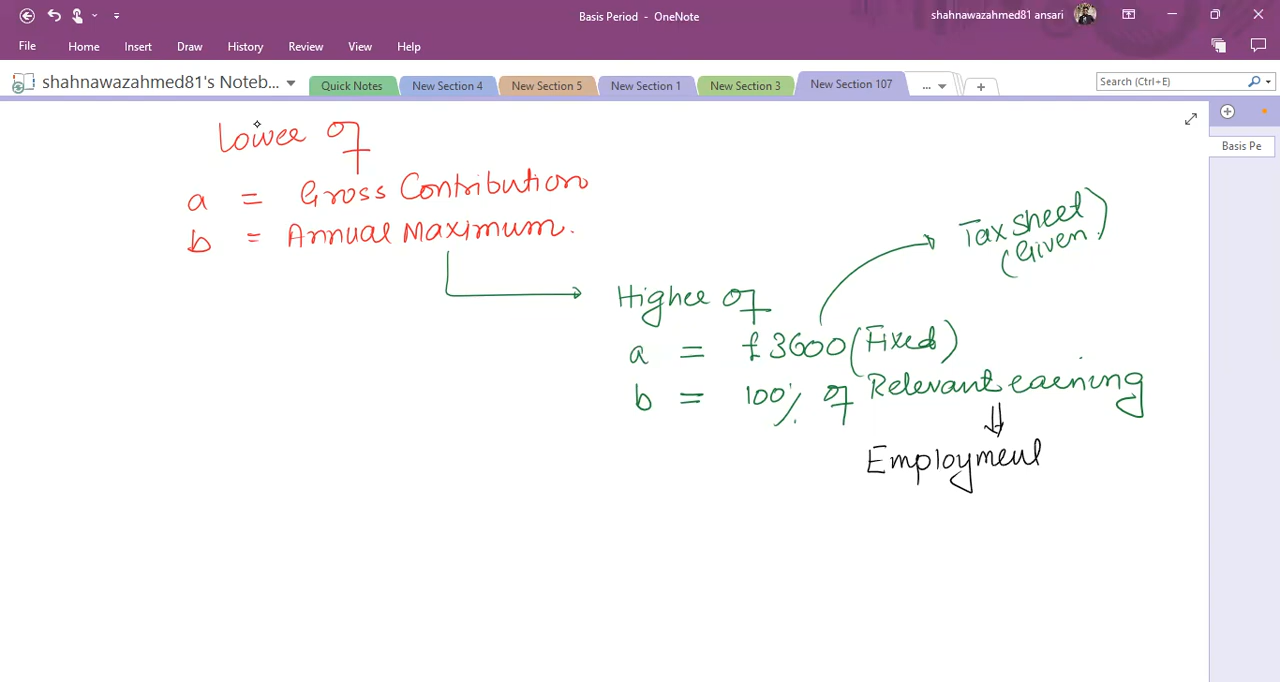 Basis Period - OneNote
shahnawazahmed81 ansari
File Home Insert Draw History Review View Help
shahnawazahmed81's Noteb... Quick Notes New Section 4 New Section 5 New Section 1 New Section 3 New Section 107 ... + Search (Ctrl+E)
Basis Pe
Lower of
a = Gross Contribution
b = Annual Maximum.
Tax sheet
(Given)
Higher of
a = £3600 (Fixed)
b = 100% of Relevant earning
Employment